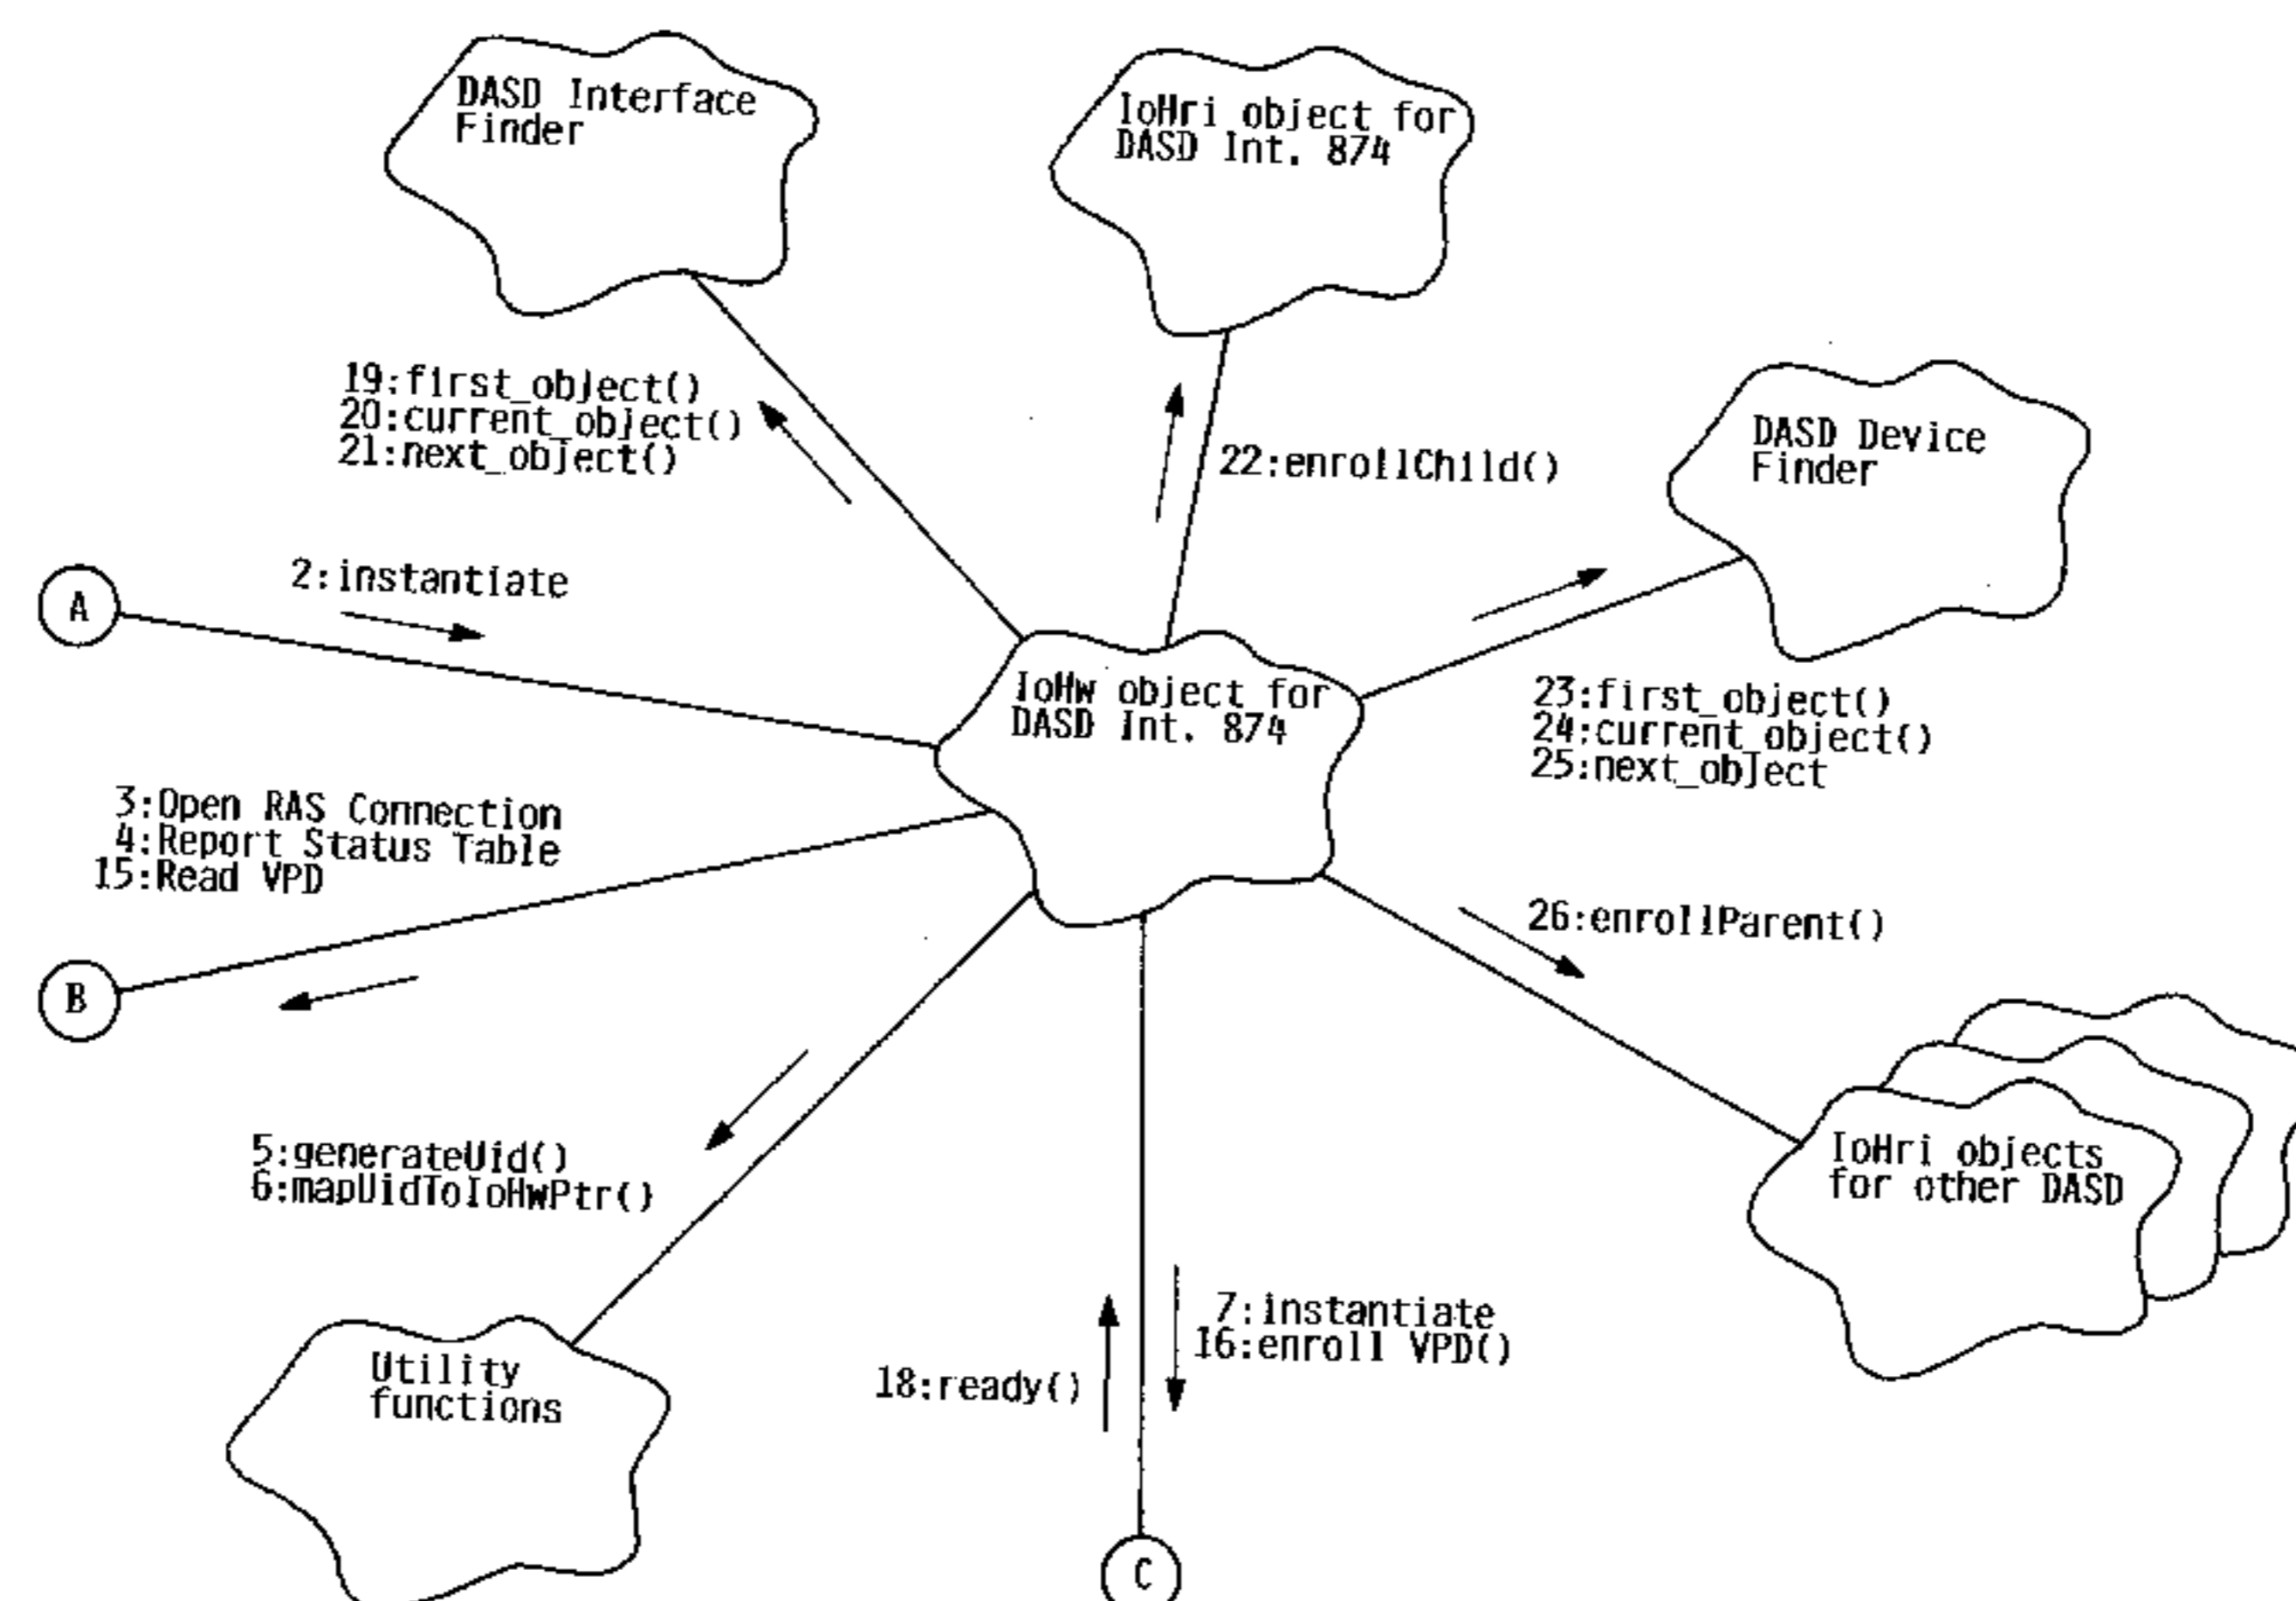 DASD Interface
Finder
IoHri object for
DASD Int. 874
19:first_object()
20:current_object()
21:next_object()
22:enrollChild()
DASD Device
Finder
A
2:instantiate
IoHw object for
DASD Int. 874
23:first_object()
24:current_object()
25:next_object
3:Open RAS Connection
4:Report Status Table
15:Read VPD
B
26:enrollParent()
5:generateUid()
6:mapUidToIoHwPtr()
IoHri objects
for other DASD
7:instantiate
16:enroll VPD()
18:ready()
Utility
functions
C